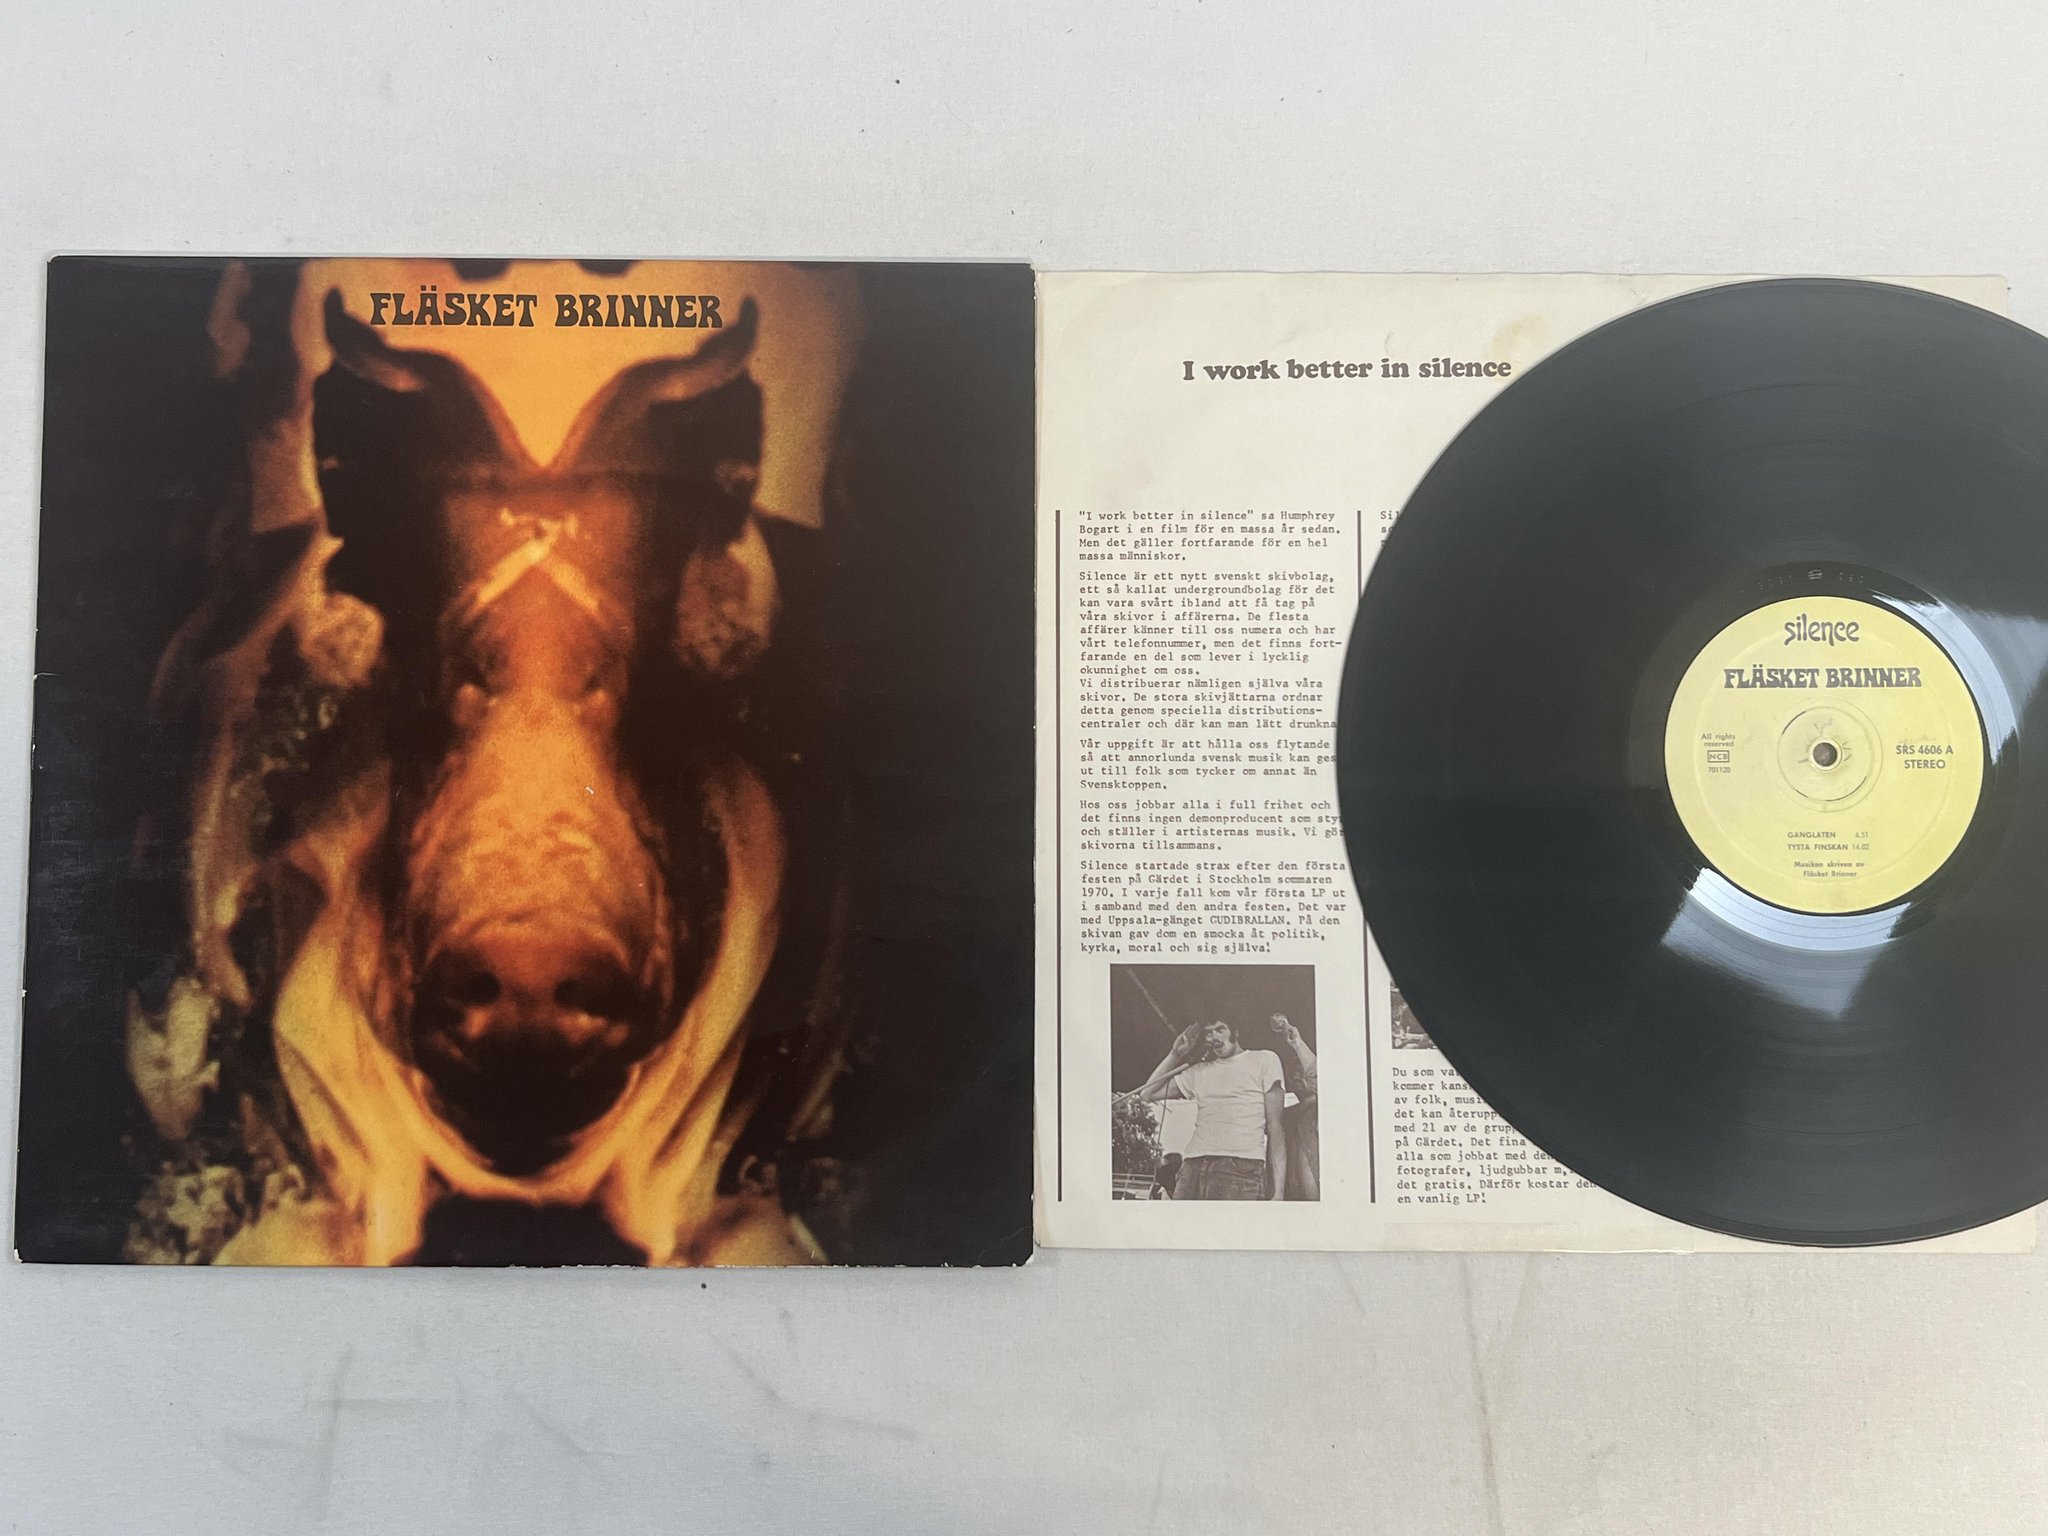 FLÄSKET BRINNER
I work better in silence
"I work better in silence" sa Humphrey
Bogart i en film för en massa år sedan.
Men det gäller fortfarande för en hel
massa människor.
Silence är ett nytt svenskt skivbolag,
ett så kallat undergroundbolag för det
kan vara svårt ibland att få tag på
våra skivor i affärerna. De flesta
affärer känner till oss numera och har
vårt telefonnummer, men det finns fort-
farande en del som lever i lycklig
okunnighet om oss.
Vi distribuerar nämligen själva våra
skivor. De stora skivjättarna ordnar
detta genom speciella distributions-
centraler och där kan man lätt drunkna
Vår uppgift är att hålla oss flytande
så att annorlunda svensk musik kan ges
ut till folk som tycker om annat än
Svensktoppen.
Hos oss jobbar alla i full frihet och
det finns ingen demonproducent som sty
och ställer i artisternas musik. Vi gör
skivorna tillsammans.
Silence startade strax efter den första
festen på Gärdet i Stockholm sommaren
1970. I varje fall kom vår första LP ut
i samband med den andra festen. Det var
med Uppsala-gänget GUDIBRALLAN. På den
skivan gav dom en smocka åt politik,
kyrka, moral och sig själva!
Sil
Du som va
kommer kans
av folk, musi
det kan återupp
med 21 av de grup
på Gärdet. Det fina
alla som jobbat med de
fotografer, ljudgubbar m,
det gratis. Därför kostar den
en vanlig LP!
silence
FLÄSKET BRINNER
All rights
reserved
NCB
701120
SRS 4606 A
STEREO
GÅNGLÅTEN 6.51
TYSTA FINSKAN 14.02
Musiken skriven av
Fläsket Brinner